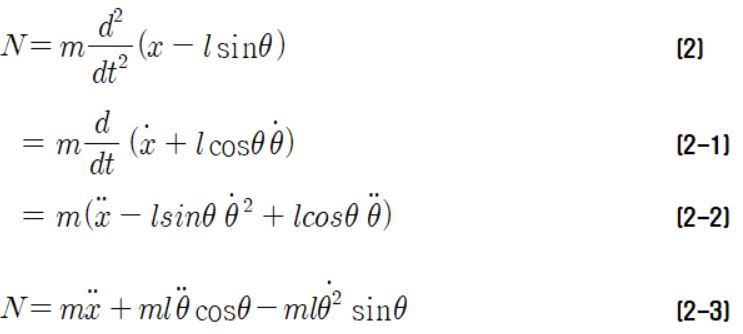 N = m d²/dt² (x − l sinθ) (2)
= m d/dt (ẋ + l cosθ θ̇) (2−1)
= m(ẍ − lsinθ θ̇² + lcosθ θ̈) (2−2)
N = mẍ + mlθ̈ cosθ − mlθ̇² sinθ (2−3)